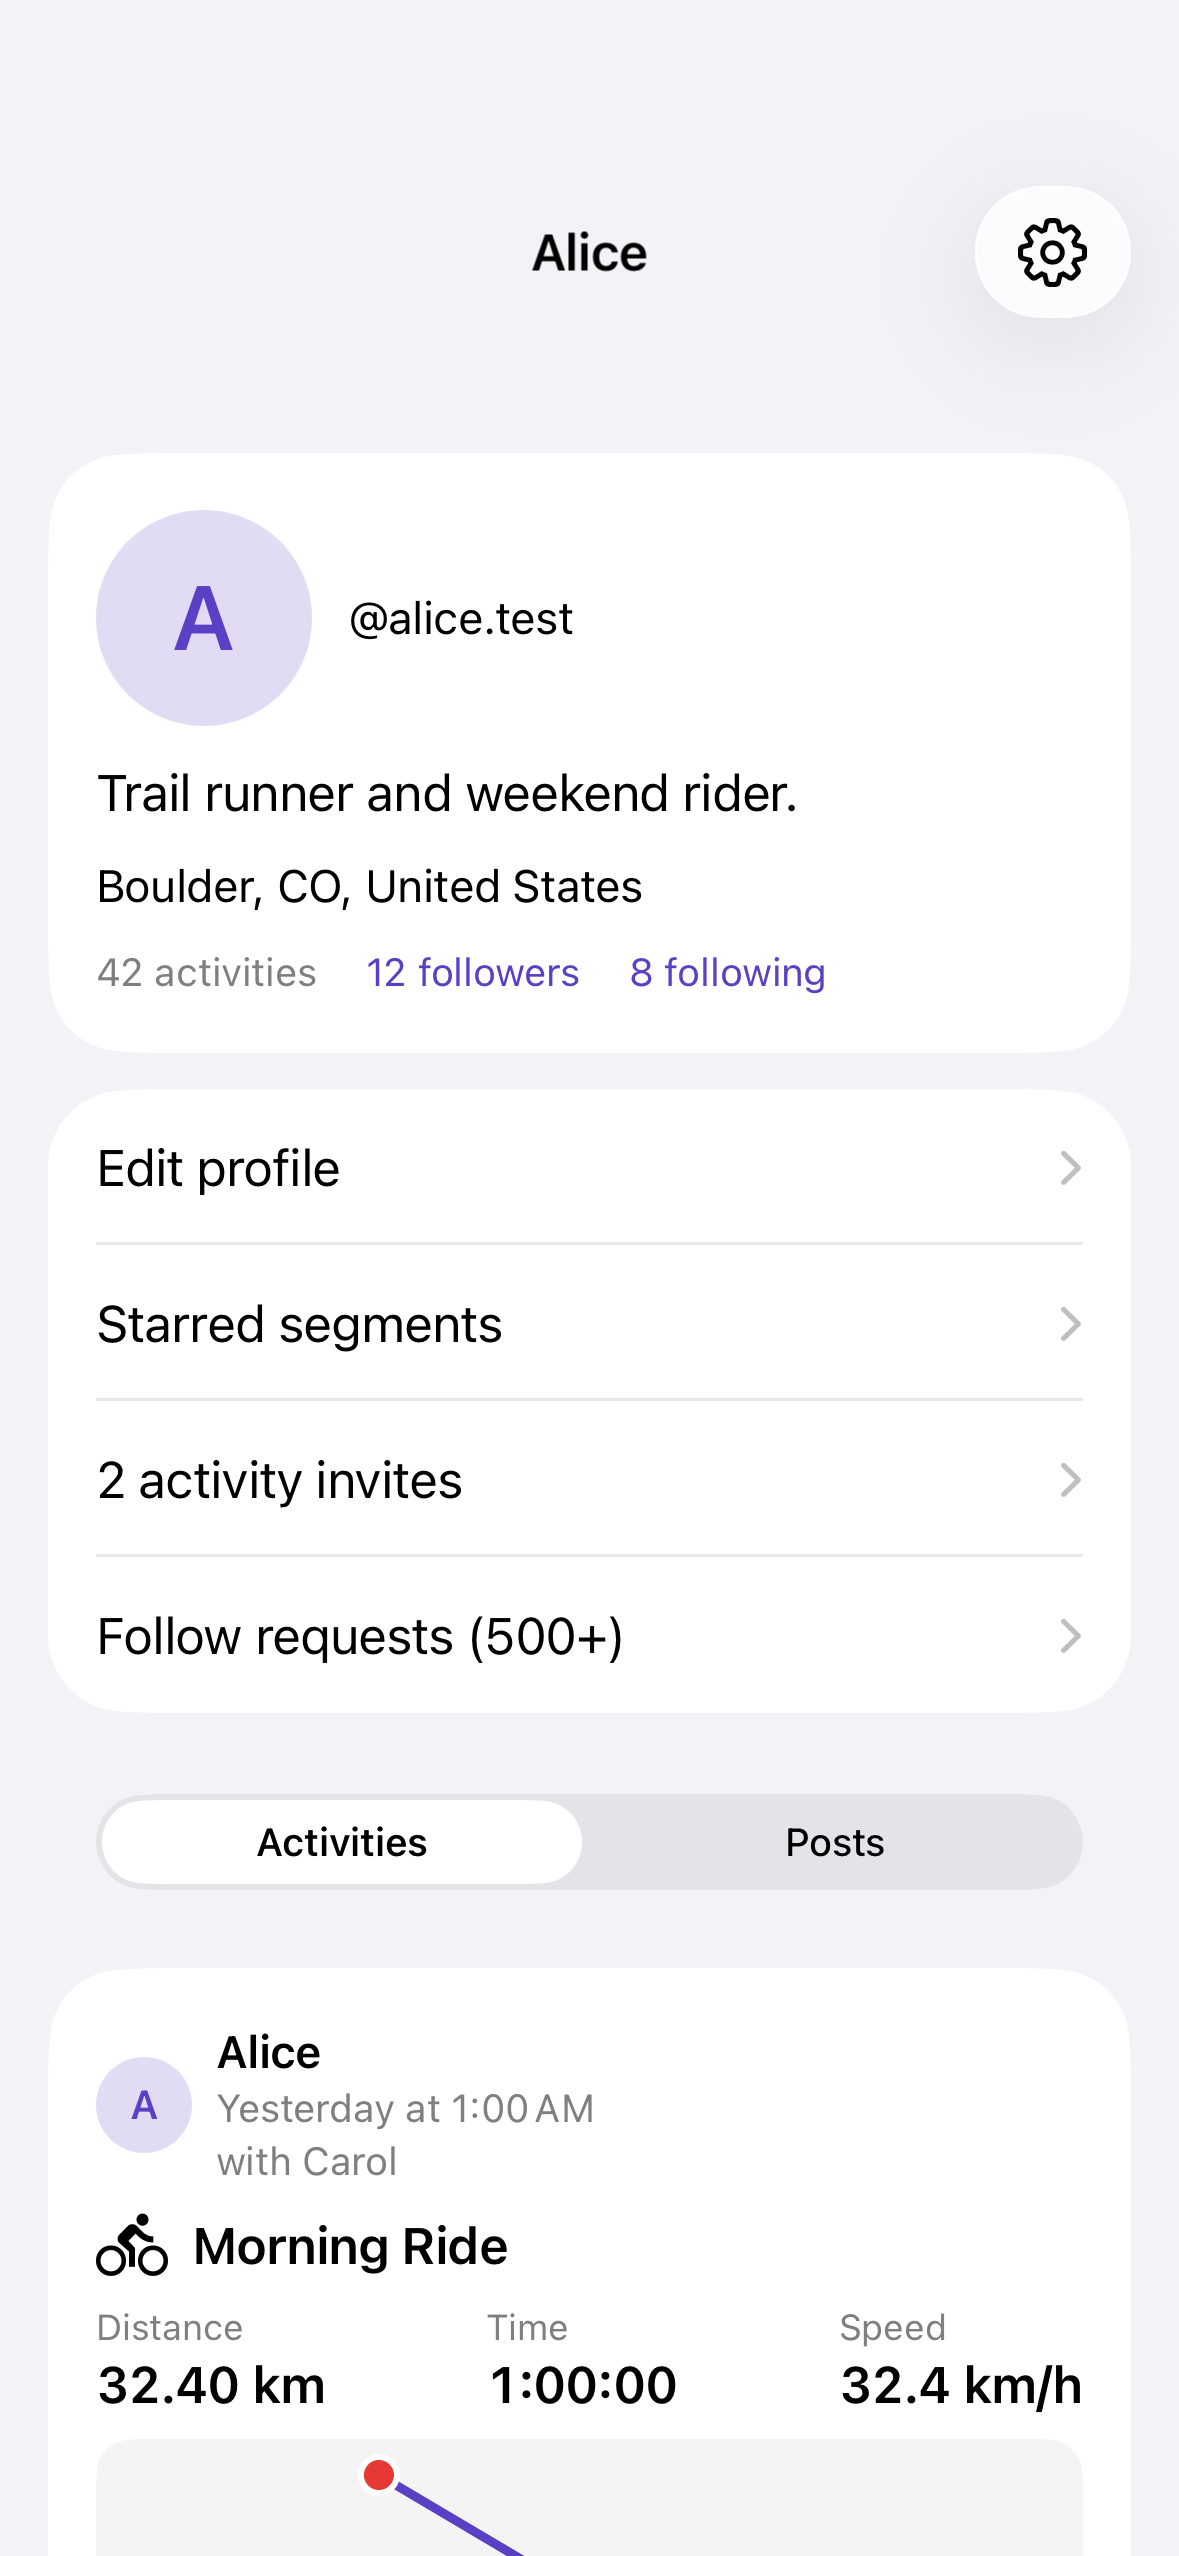 Alice
A
@alice.test
Trail runner and weekend rider.
Boulder, CO, United States
42 activities 12 followers 8 following
Edit profile
Starred segments
2 activity invites
Follow requests (500+)
Activities Posts
Alice
A
Yesterday at 1:00 AM
with Carol
Morning Ride
Distance Time Speed
32.40 km 1:00:00 32.4 km/h